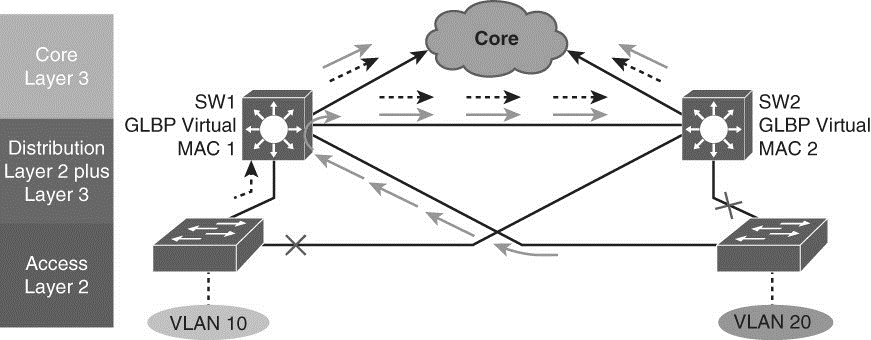 Core
Layer 3
Distribution
Layer 2 plus
Layer 3
Access
Layer 2
Core
SW1
GLBP Virtual
MAC 1
SW2
GLBP Virtual
MAC 2
VLAN 10
VLAN 20